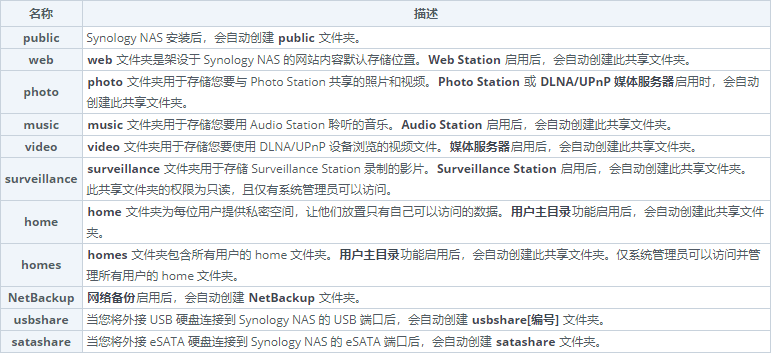 名称 描述
public Synology NAS 安装后，会自动创建 public 文件夹。
web web 文件夹是架设于 Synology NAS 的网站内容默认存储位置。Web Station 启用后，会自动创建此共享文件夹。
photo photo 文件夹用于存储您要与 Photo Station 共享的照片和视频。Photo Station 或 DLNA/UPnP 媒体服务器启用时，会自动
创建此共享文件夹。
music music 文件夹用于存储您要用 Audio Station 聆听的音乐。Audio Station 启用后，会自动创建此共享文件夹。
video video 文件夹用于存储您要使用 DLNA/UPnP 设备浏览的视频文件。媒体服务器启用后，会自动创建此共享文件夹。
surveillance surveillance 文件夹用于存储 Surveillance Station 录制的影片。Surveillance Station 启用后，会自动创建此共享文件夹。
此共享文件夹的权限为只读，且仅有系统管理员可以访问。
home home 文件夹为每位用户提供私密空间，让他们放置只有自己可以访问的数据。用户主目录功能启用后，会自动创建此共享文件夹
。
homes homes 文件夹包含所有用户的 home 文件夹。用户主目录功能启用后，会自动创建此共享文件夹。仅系统管理员可以访问并管
理所有用户的 home 文件夹。
NetBackup 网络备份启用后，会自动创建 NetBackup 文件夹。
usbshare 当您将外接 USB 硬盘连接到 Synology NAS 的 USB 端口后，会自动创建 usbshare[编号] 文件夹。
satashare 当您将外接 eSATA 硬盘连接到 Synology NAS 的 eSATA 端口后，会自动创建 satashare 文件夹。